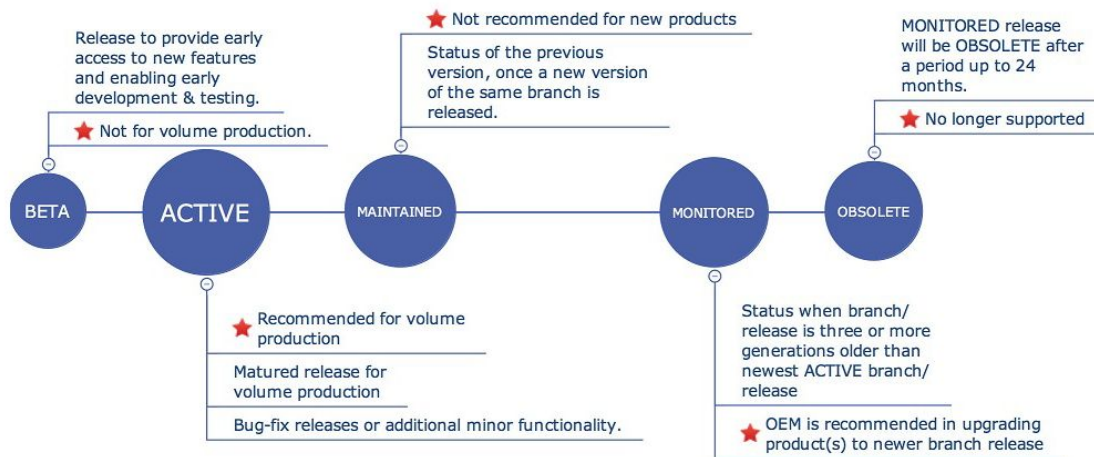 Release to provide early
access to new features
and enabling early
development & testing.
Not for volume production.
Not recommended for new products
Status of the previous
version, once a new version
of the same branch is
released.
MONITORED release
will be OBSOLETE after
a period up to 24
months.
No longer supported
BETA
ACTIVE
MAINTAINED
MONITORED
OBSOLETE
Recommended for volume
production
Matured release for
volume production
Bug-fix releases or additional minor functionality.
Status when branch/
release is three or more
generations older than
newest ACTIVE branch/
release
OEM is recommended in upgrading
product(s) to newer branch release